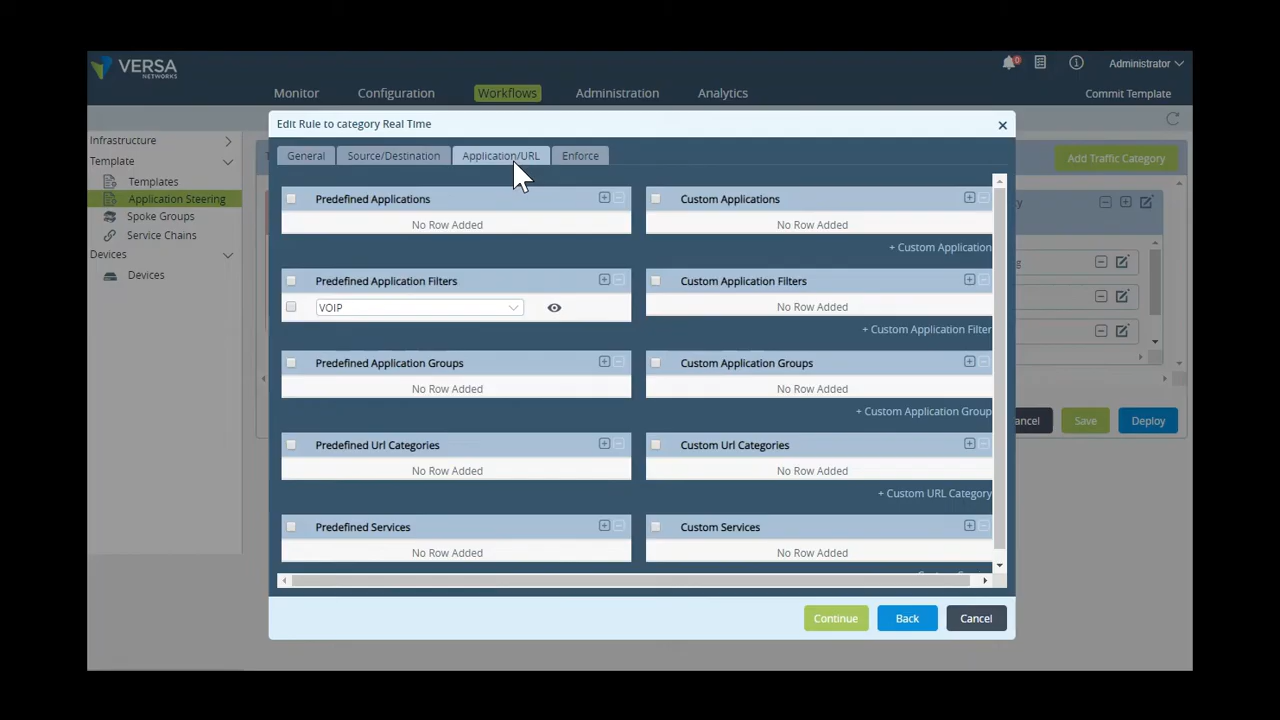 VERSA
NETWORKS
0
Administrator
Monitor
Configuration
Workflows
Administration
Analytics
Commit Template
Infrastructure
Template
Templates
Application Steering
Spoke Groups
Service Chains
Devices
Devices
Add Traffic Category
Save
Deploy
Edit Rule to category Real Time
General
Source/Destination
Application/URL
Enforce
Predefined Applications
No Row Added
Custom Applications
No Row Added
+ Custom Application
Predefined Application Filters
VOIP
Custom Application Filters
No Row Added
+ Custom Application Filter
Predefined Application Groups
No Row Added
Custom Application Groups
No Row Added
+ Custom Application Group
Predefined Url Categories
No Row Added
Custom Url Categories
No Row Added
+ Custom URL Category
Predefined Services
No Row Added
Custom Services
No Row Added
Continue
Back
Cancel